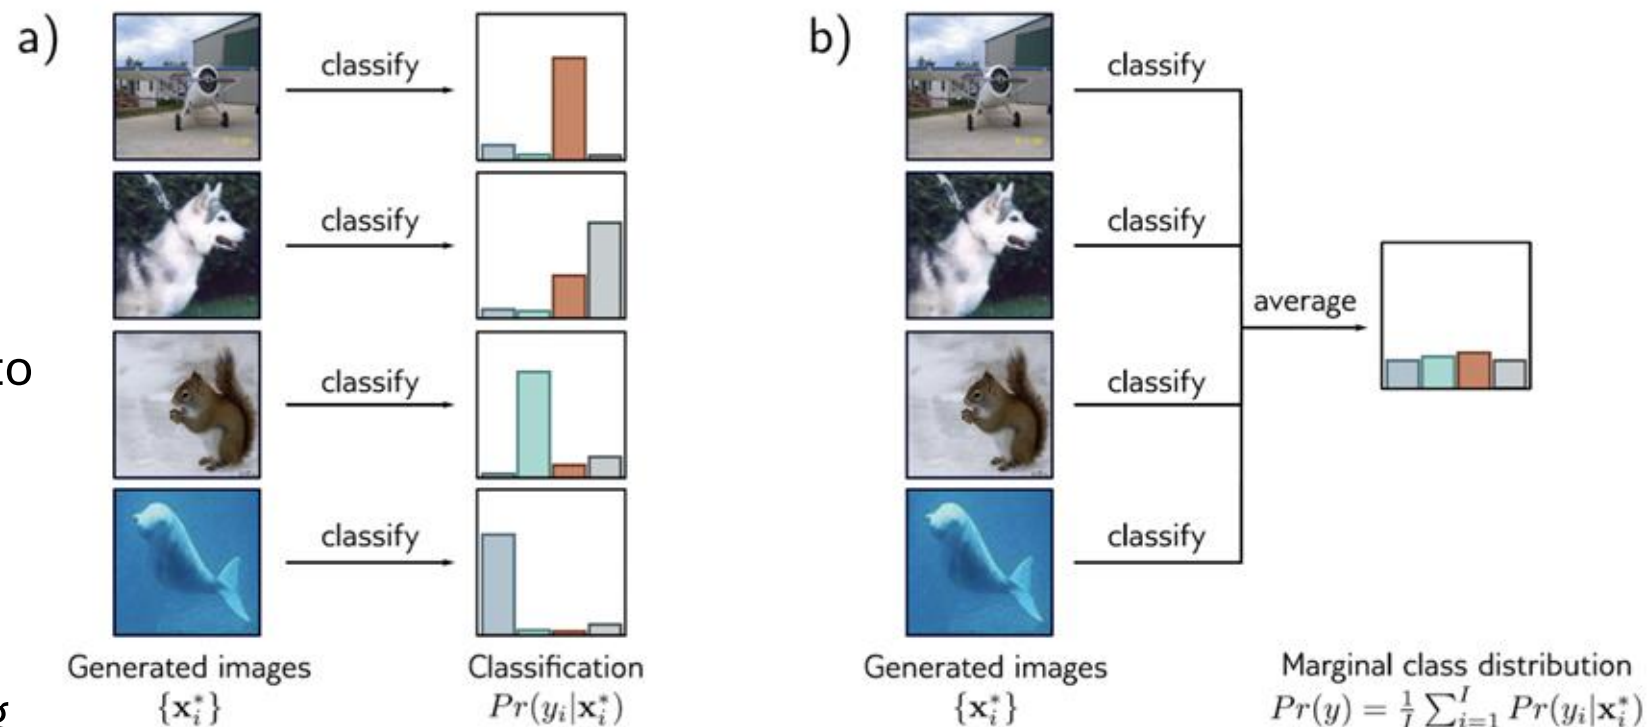 a)
classify
classify
classify
classify
Generated images
{x*_i}
Classification
Pr(y_i|x*_i)
b)
classify
classify
classify
classify
average
Generated images
{x*_i}
Marginal class distribution
Pr(y) = 1/I ∑_{i=1}^{I} Pr(y_i|x*_i)
to